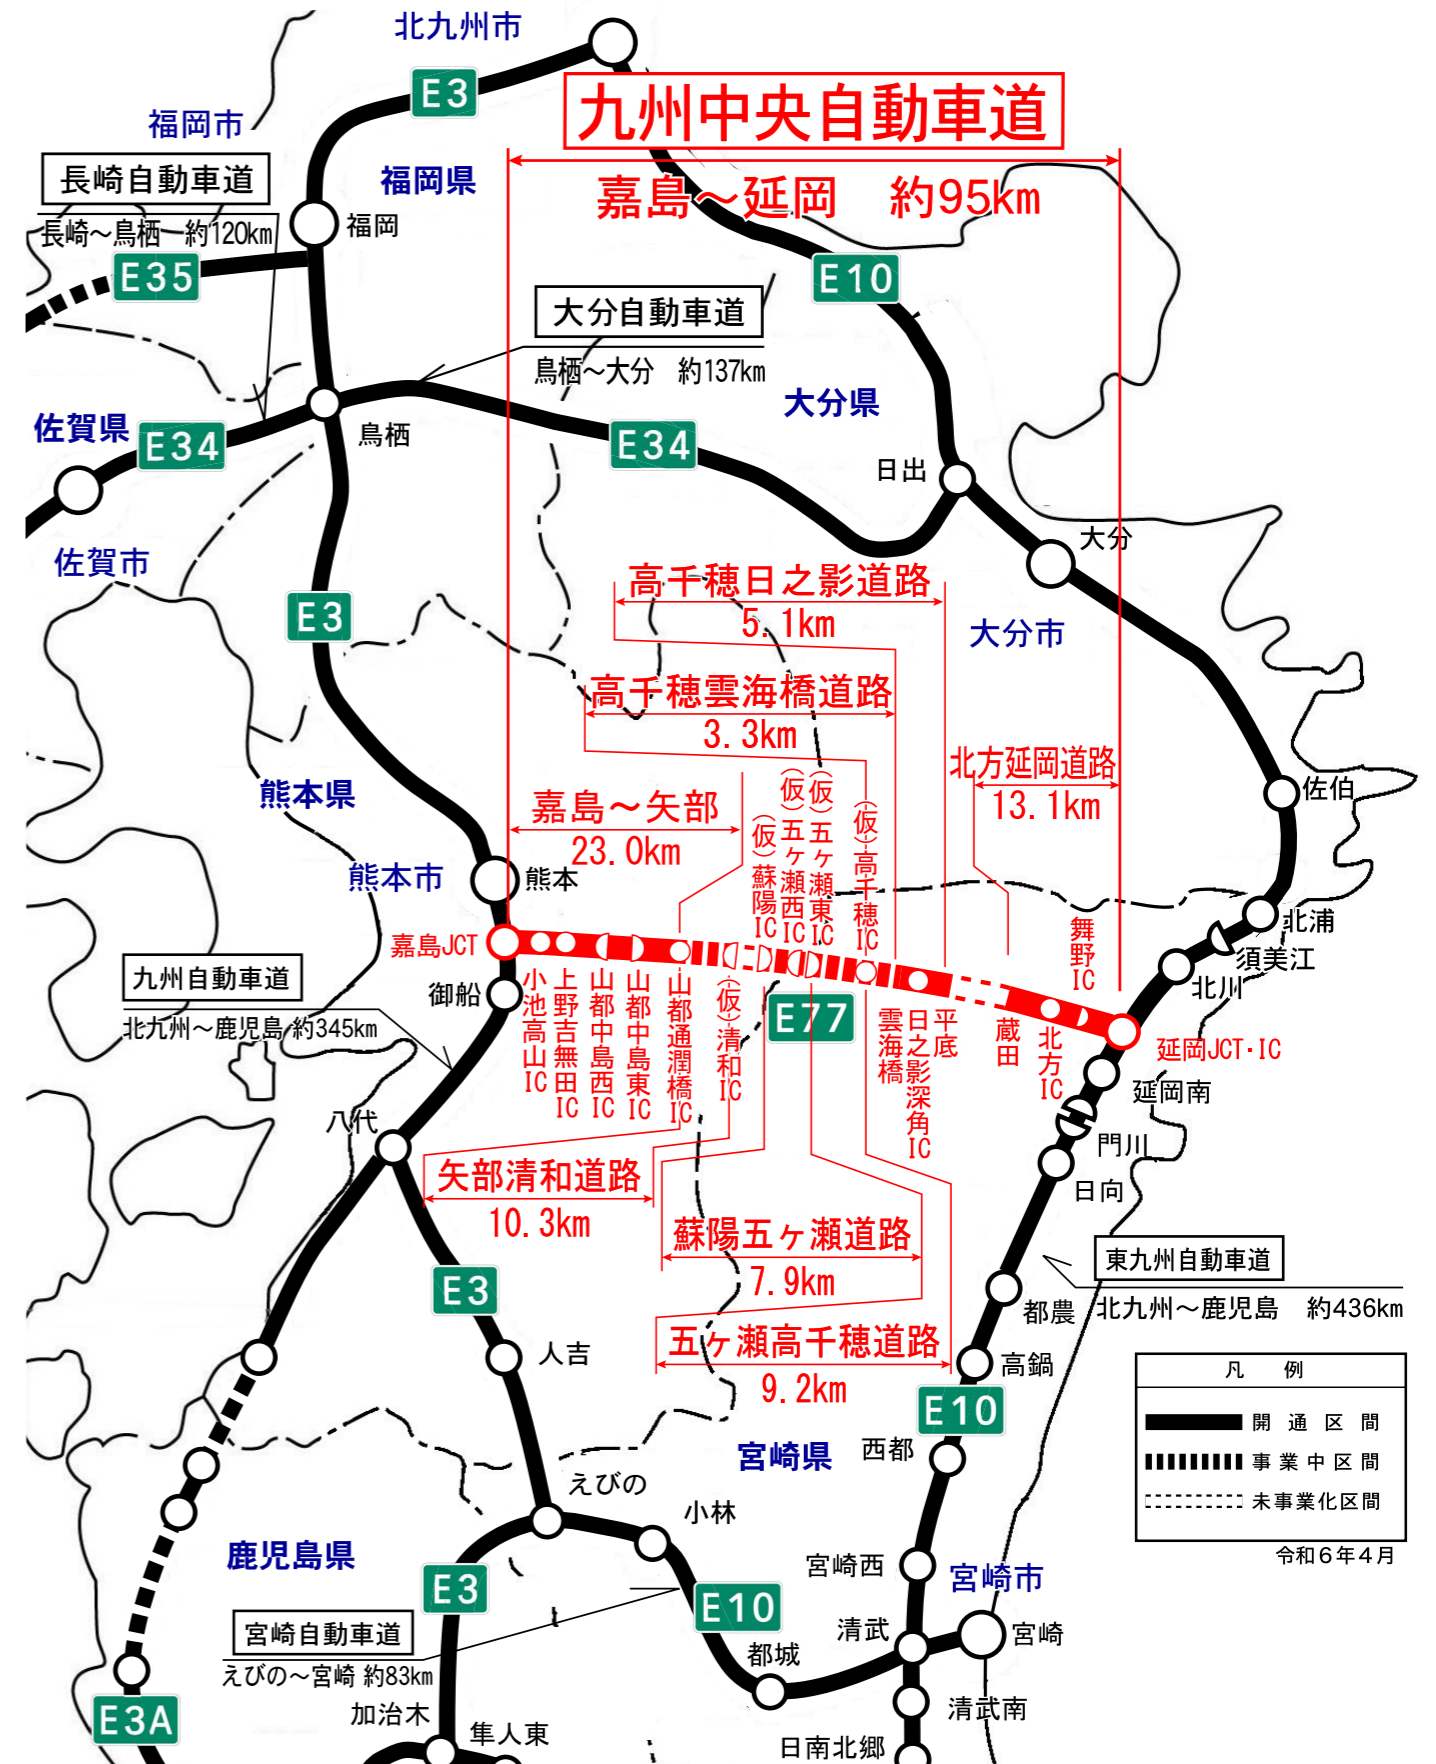 北九州市
E3
九州中央自動車道
福岡市
長崎自動車道
福岡県
嘉島～延岡 約95km
福岡
長崎～鳥栖 約120km
E35
E10
大分自動車道
鳥栖～大分 約137km
大分県
佐賀県
E34
鳥栖
E34
日出
大分
佐賀市
高千穂日之影道路
5.1km
E3
大分市
高千穂雲海橋道路
3.3km
北方延岡道路
13.1km
熊本県
嘉島～矢部
23.0km
佐伯
(仮)蘇陽IC
(仮)五ヶ瀬西IC
(仮)五ヶ瀬東IC
(仮)高千穂IC
熊本市
熊本
嘉島JCT
舞野IC
北浦
須美江
北川
九州自動車道
北九州～鹿児島 約345km
御船
小池高山IC
上野吉無田IC
山都中島西IC
山都中島東IC
山都通潤橋IC
(仮)清和IC
E77
雲海橋
日之影深角IC
平底
蔵田
北方IC
延岡JCT・IC
延岡南
八代
門川
日向
矢部清和道路
10.3km
蘇陽五ヶ瀬道路
7.9km
東九州自動車道
北九州～鹿児島 約436km
E3
都農
五ヶ瀬高千穂道路
9.2km
人吉
高鍋
凡例
開通区間
事業中区間
未事業化区間
令和6年4月
E10
西都
宮崎県
えびの
小林
鹿児島県
E3
宮崎西
宮崎市
E10
宮崎自動車道
えびの～宮崎 約83km
清武
宮崎
都城
E3A
加治木
隼人東
清武南
日南北郷